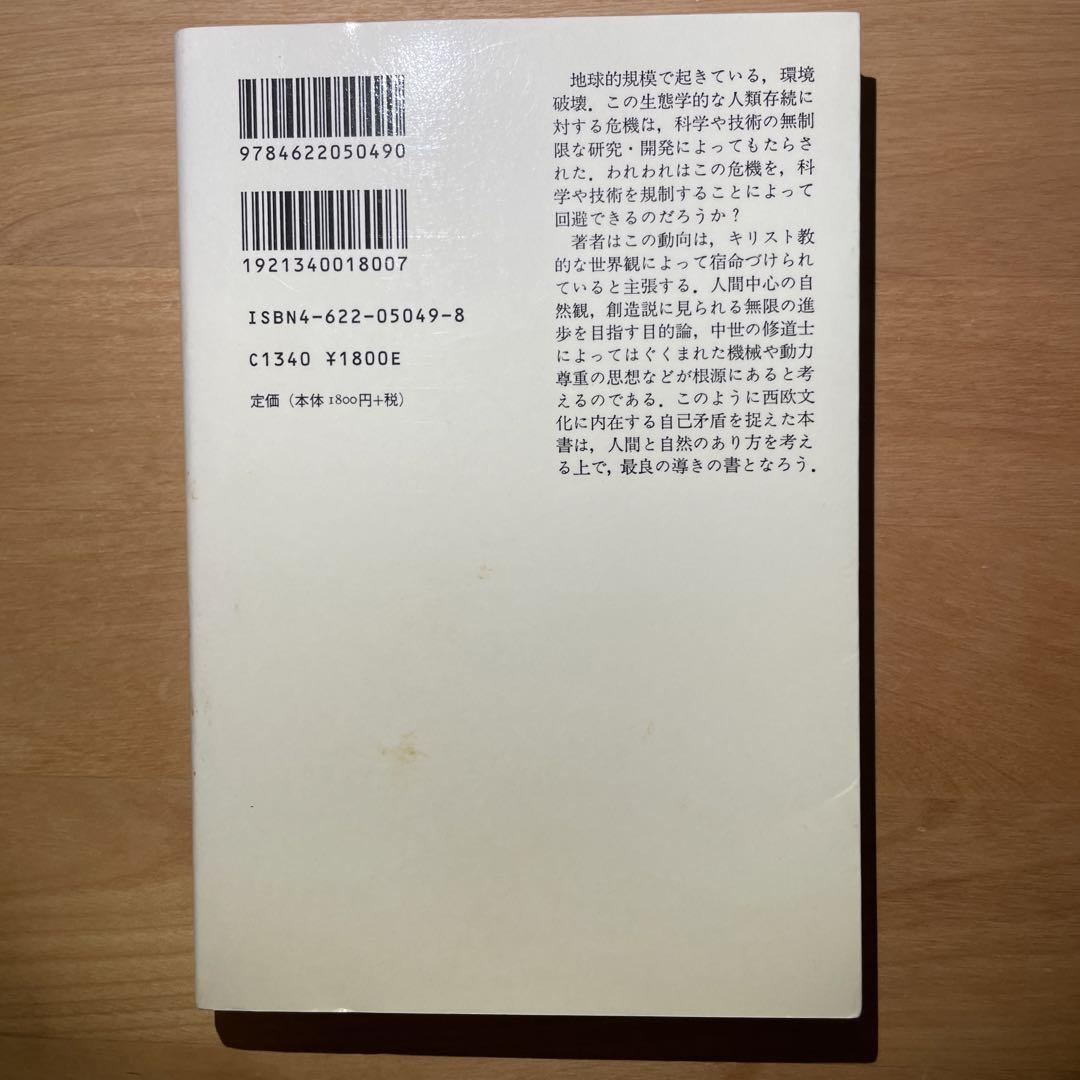 9784622050490
1921340018007
ISBN4-622-05049-8
C1340 ¥1800E
定価（本体 1800円+税）
地球的規模で起きている，環境
破壊．この生態学的な人類存続に
対する危機は，科学や技術の無制
限な研究・開発によってもたらさ
れた．われわれはこの危機を，科
学や技術を規制することによって
回避できるのだろうか？
著者はこの動向は，キリスト教
的な世界観によって宿命づけられ
ていると主張する．人間中心の自
然観，創造説に見られる無限の進
歩を目指す目的論，中世の修道士
によってはぐくまれた機械や動力
尊重の思想などが根源にあると考
えるのである．このように西欧文
化に内在する自己矛盾を捉えた本
書は，人間と自然のあり方を考え
る上で，最良の導きの書となろう．